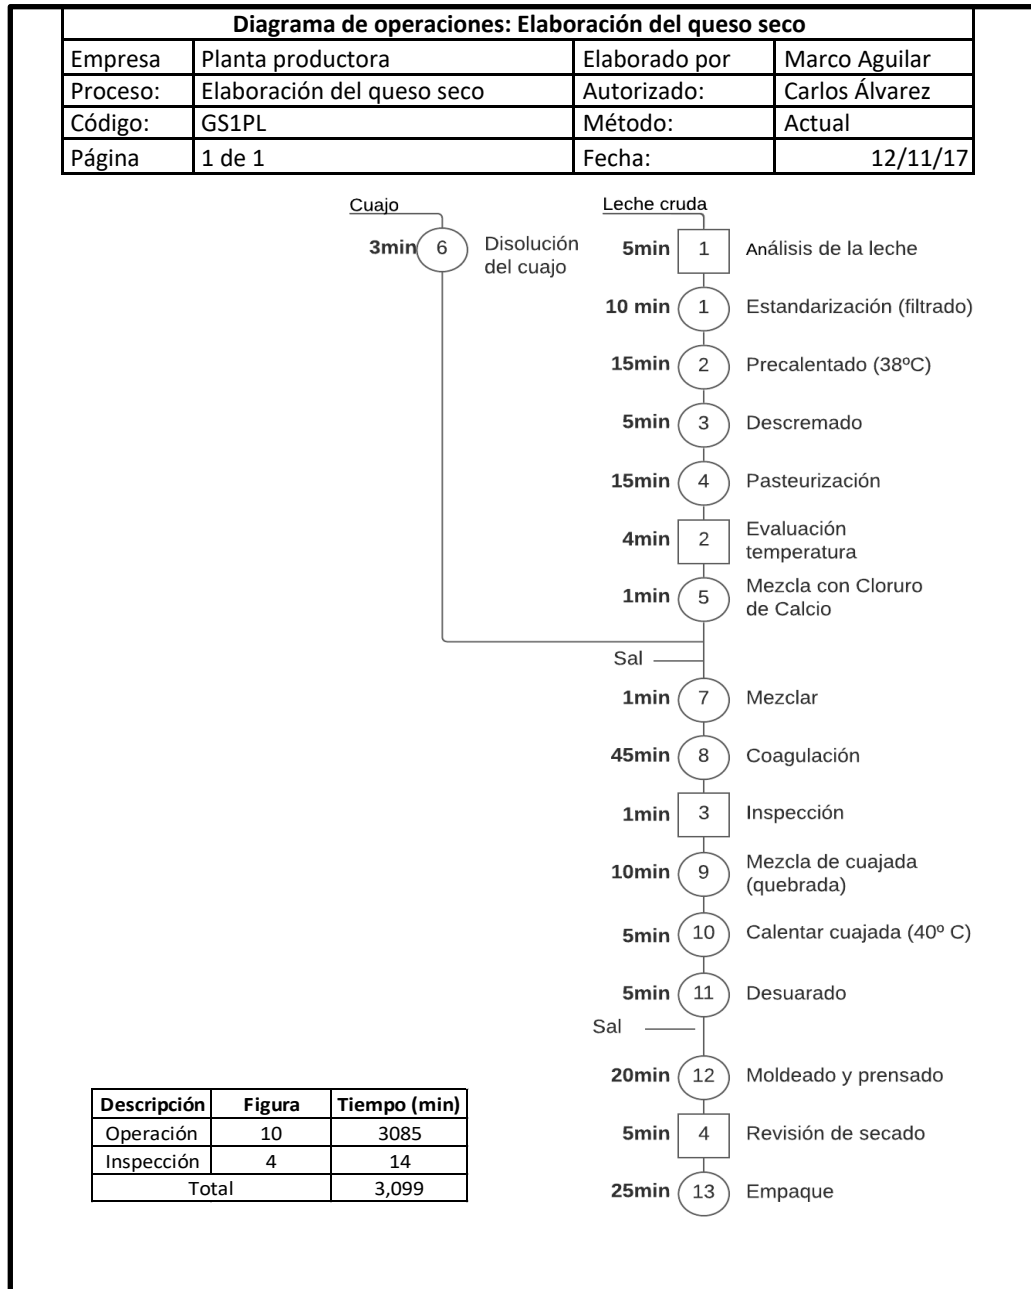 Diagrama de operaciones: Elaboración del queso seco
Empresa Planta productora Elaborado por Marco Aguilar
Proceso: Elaboración del queso seco Autorizado: Carlos Álvarez
Código: GS1PL Método: Actual
Página 1 de 1 Fecha: 12/11/17
Cuajo Leche cruda
3min 6 Disolución
del cuajo
5min 1 Análisis de la leche
10 min 1 Estandarización (filtrado)
15min 2 Precalentado (38ºC)
5min 3 Descremado
15min 4 Pasteurización
4min 2 Evaluación
temperatura
1min 5 Mezcla con Cloruro
de Calcio
Sal
1min 7 Mezclar
45min 8 Coagulación
1min 3 Inspección
10min 9 Mezcla de cuajada
(quebrada)
5min 10 Calentar cuajada (40º C)
5min 11 Desuarado
Sal
20min 12 Moldeado y prensado
5min 4 Revisión de secado
25min 13 Empaque
Descripción Figura Tiempo (min)
Operación 10 3085
Inspección 4 14
Total 3,099